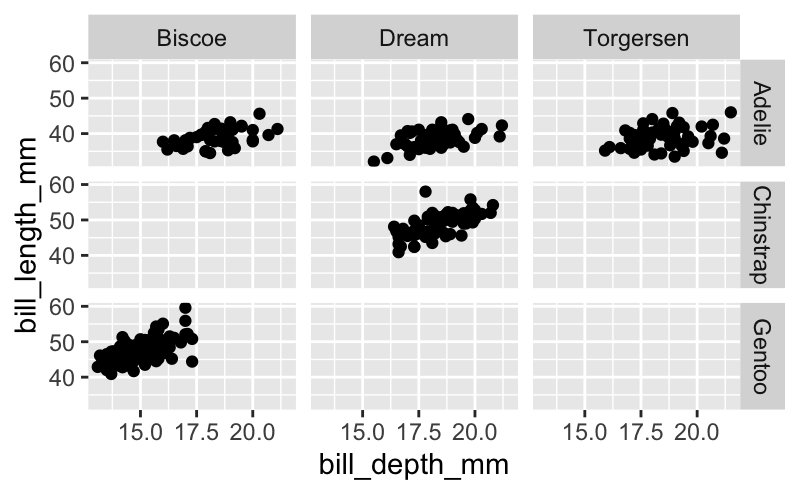 Biscoe Dream Torgersen
60
50
40
Adelie
60
50
40
Chinstrap
60
50
40
Gentoo
bill_length_mm
15.0 17.5 20.0 15.0 17.5 20.0 15.0 17.5 20.0
bill_depth_mm